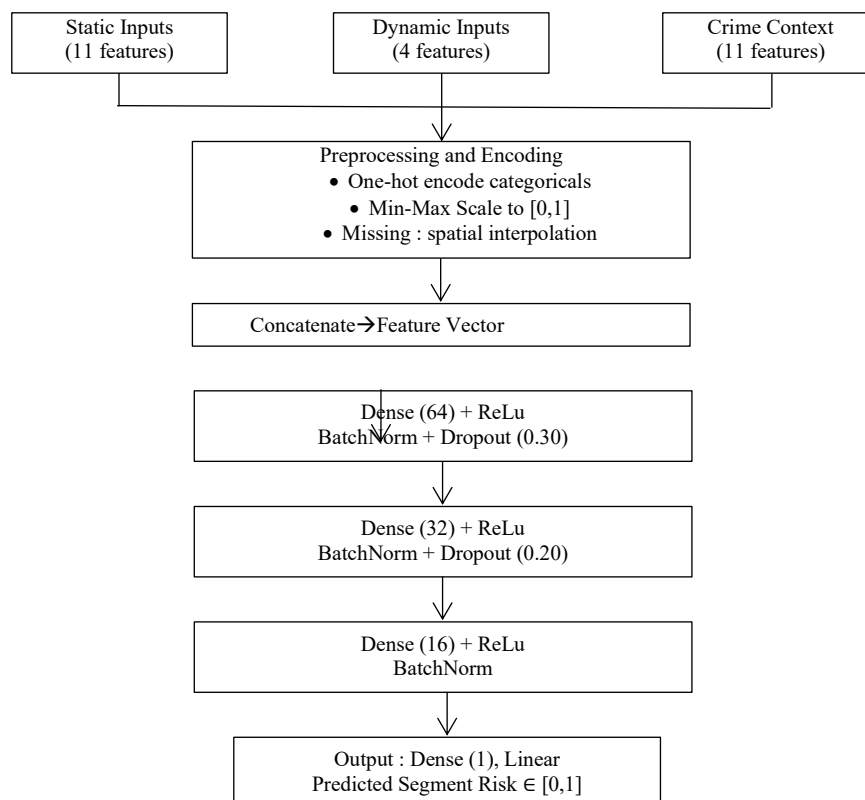 Static Inputs
(11 features)
Dynamic Inputs
(4 features)
Crime Context
(11 features)
Preprocessing and Encoding
• One-hot encode categoricals
• Min-Max Scale to [0,1]
• Missing : spatial interpolation
Concatenate→Feature Vector
Dense (64) + ReLu
BatchNorm + Dropout (0.30)
Dense (32) + ReLu
BatchNorm + Dropout (0.20)
Dense (16) + ReLu
BatchNorm
Output : Dense (1), Linear
Predicted Segment Risk ∈ [0,1]